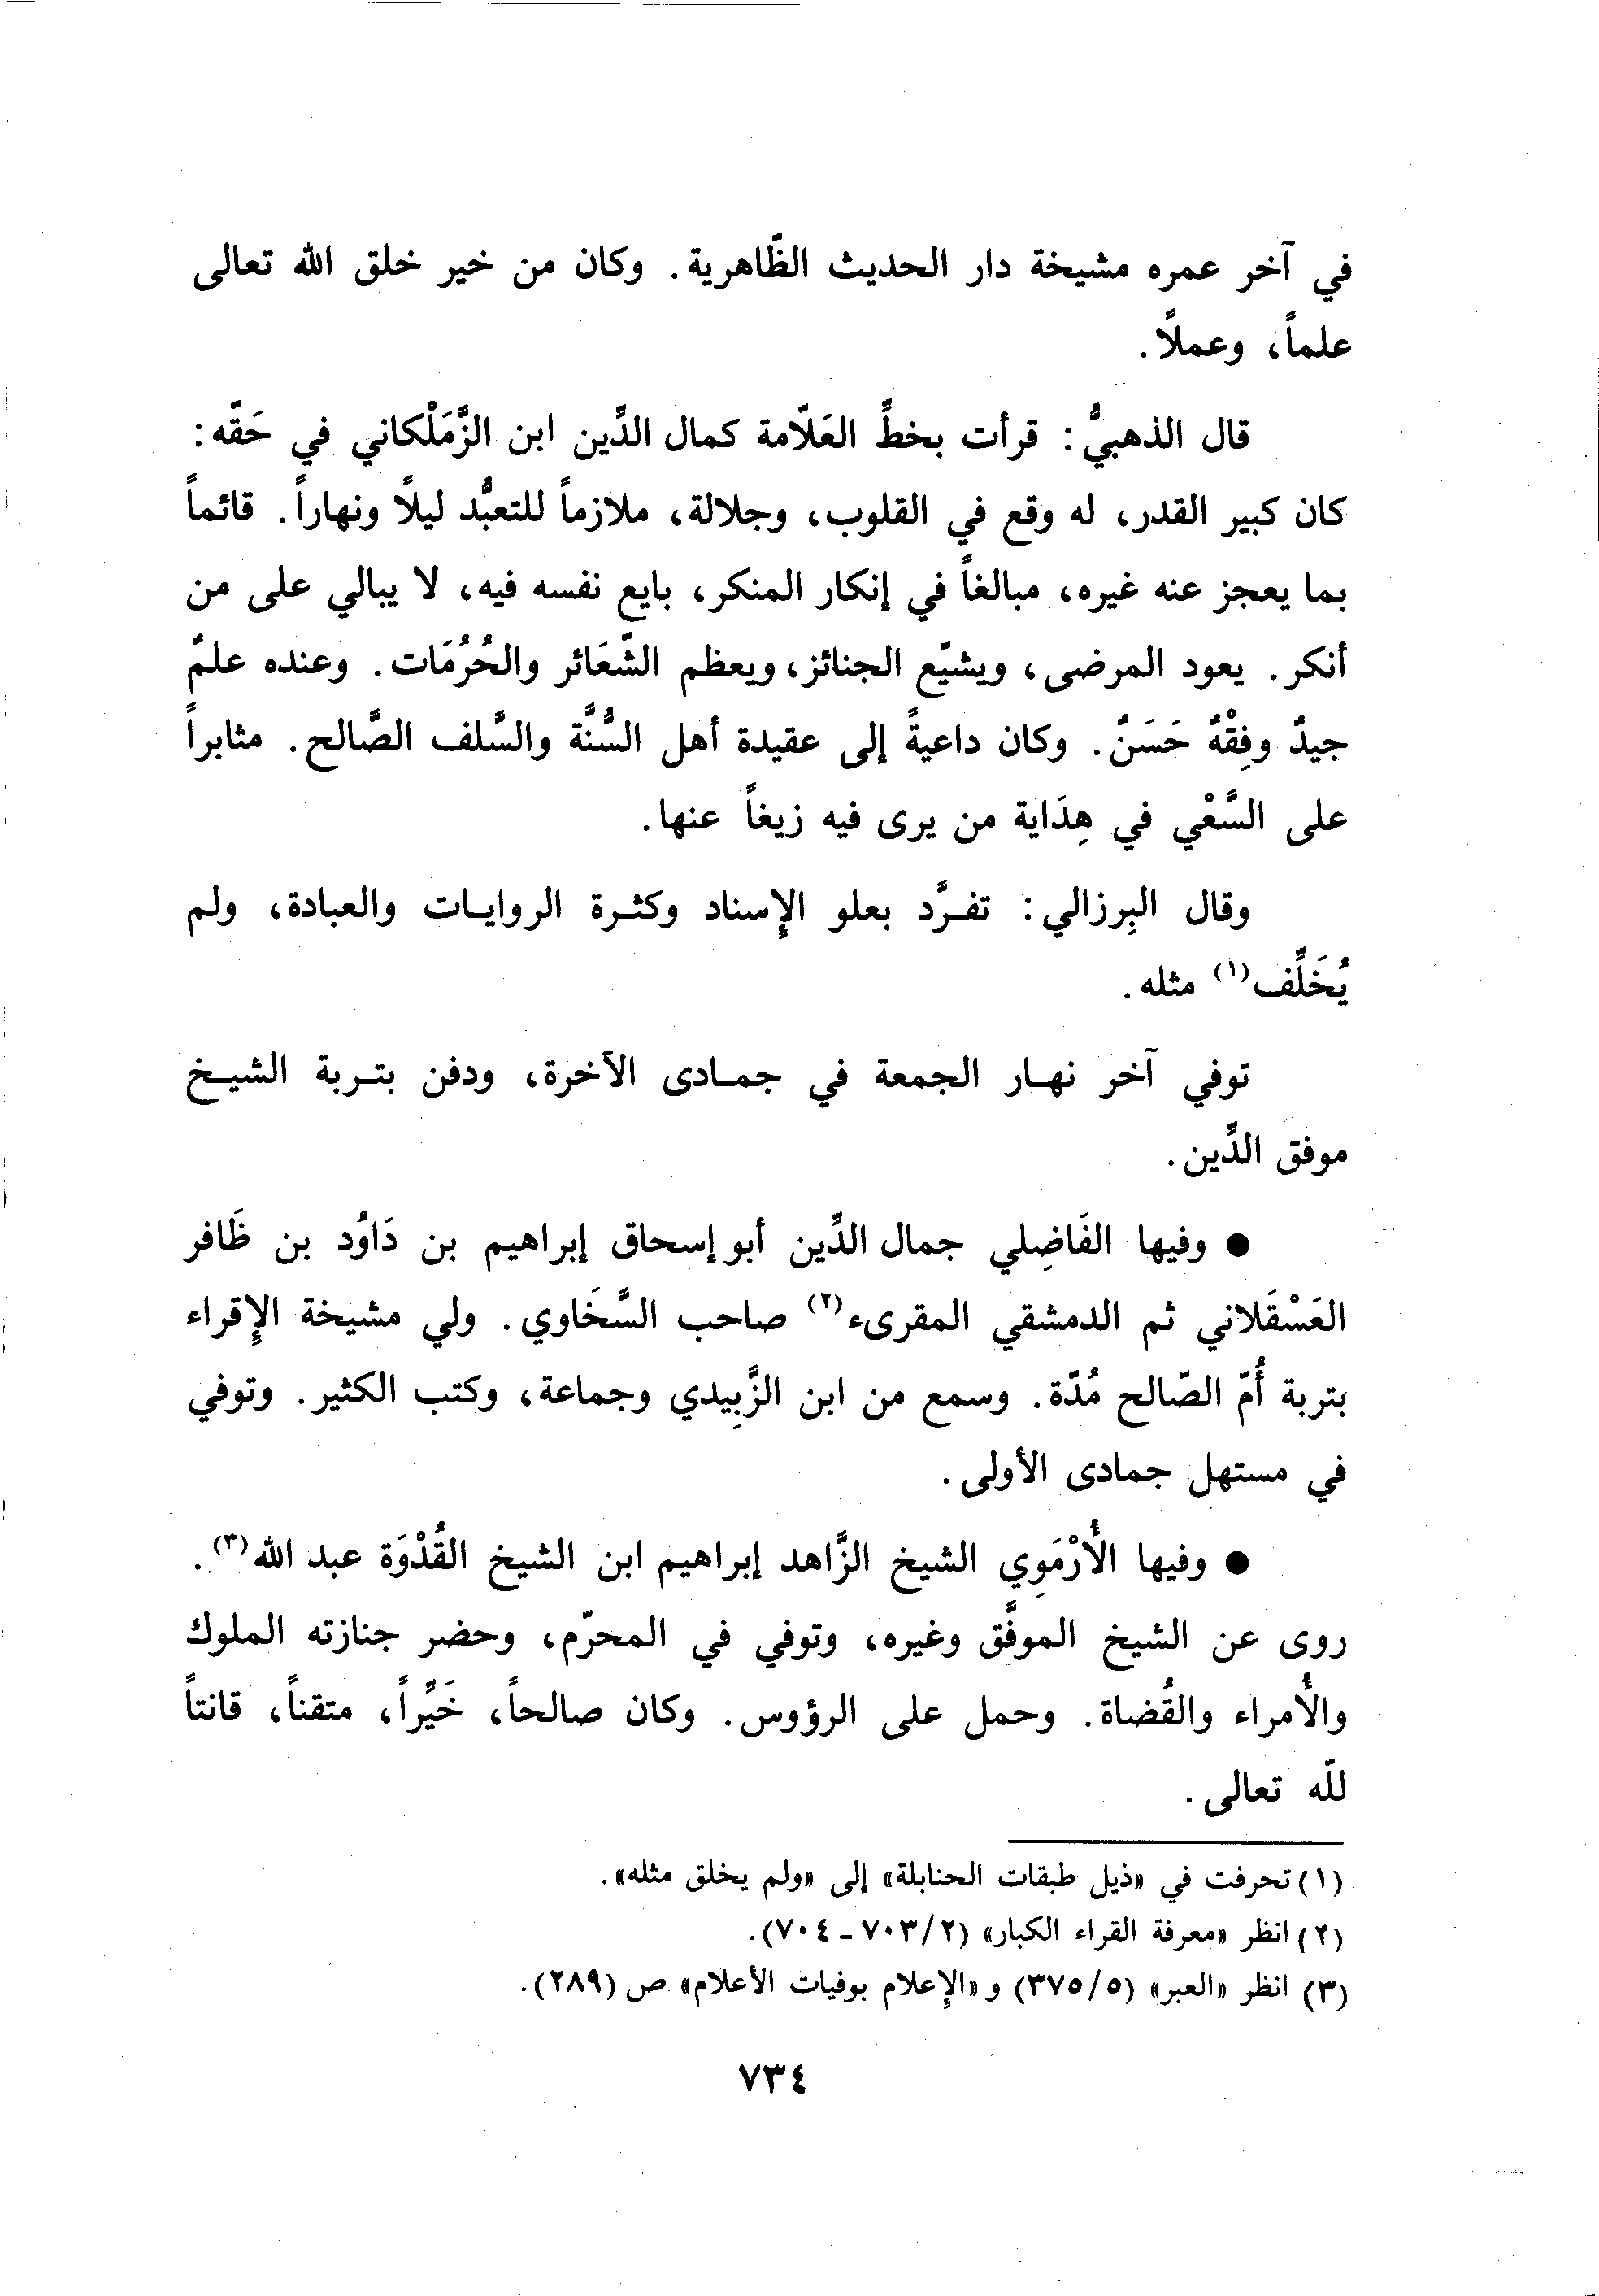 في آخر عمره مشيخة دار الحديث الظّاهرية. وكان من خير خلق الله تعالى
علماً، وعملاً.
قال الذهبيُّ: قرأت بخطِّ العَلّامة كمال الدِّين ابن الزَّمَلْكاني في حَقّه:
كان كبير القدر، له وقع في القلوب، وجلالة، ملازماً للتعبُّد ليلاً ونهاراً. قائماً
بما يعجز عنه غيره، مبالغاً في إنكار المنكر، بايع نفسه فيه، لا يبالي على من
أنكر. يعود المرضى، ويشيّع الجنائز، ويعظم الشّعَائر والحُرُمَات. وعنده علمٌ
جيدٌ وفِقْهٌ حَسَنٌ. وكان داعيةً إلى عقيدة أهل السُّنَّة والسَّلف الصَّالح. مثابراً
على السَّعْي في هِدَاية من يرى فيه زيغاً عنها.
وقال البِرزالي: تفرَّد بعلو الإسناد وكثرة الروايات والعبادة، ولم
يُخَلِّف(١) مثله.
توفي آخر نهار الجمعة في جمادى الآخرة، ودفن بتربة الشيخ
موفق الدِّين.
● وفيها الفَاضِلي جمال الدِّين أبو إسحاق إبراهيم بن دَاوُد بن ظَافر
العَسْقَلاني ثم الدمشقي المقرىء(٢) صاحب السَّخَاوي. ولي مشيخة الإقراء
بتربة أُمّ الصّالح مُدّة. وسمع من ابن الزَّبِيدي وجماعة، وكتب الكثير. وتوفي
في مستهل جمادى الأولى.
● وفيها الأُرْمَوِي الشيخ الزَّاهد إبراهيم ابن الشيخ القُدْوَة عبد الله(٣).
روى عن الشيخ الموفَّق وغيره، وتوفي في المحرّم، وحضر جنازته الملوك
والأُمراء والقُضاة. وحمل على الرؤوس. وكان صالحاً، خَيِّراً، متقناً، قانتاً
للّه تعالى.
(١) تحرفت في «ذيل طبقات الحنابلة» إلى «ولم يخلق مثله».
(٢) انظر «معرفة القراء الكبار» (٢/٧٠٣ - ٧٠٤).
(٣) انظر «العبر» (٥/٣٧٥) و«الإعلام بوفيات الأعلام» ص (٢٨٩).
٧٣٤